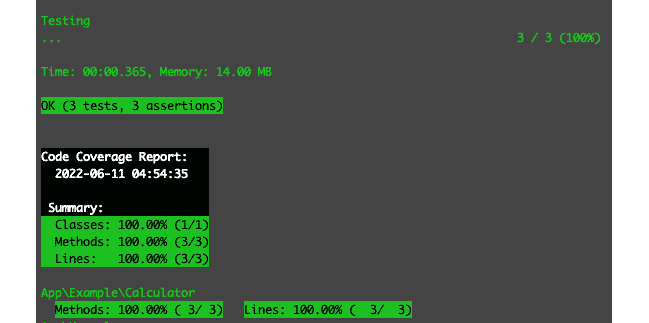 Testing
... 3 / 3 (100%)
Time: 00:00.365, Memory: 14.00 MB
OK (3 tests, 3 assertions)
Code Coverage Report:
2022-06-11 04:54:35
Summary:
Classes: 100.00% (1/1)
Methods: 100.00% (3/3)
Lines: 100.00% (3/3)
App\Example\Calculator
Methods: 100.00% ( 3/ 3) Lines: 100.00% ( 3/ 3)